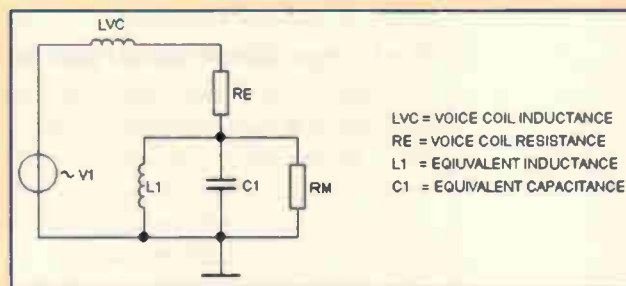 LVC
RE
V1
L1
C1
RM
LVC = VOICE COIL INDUCTANCE
RE = VOICE COIL RESISTANCE
L1 = EQIUVALENT INDUCTANCE
C1 = EQUIVALENT CAPACITANCE